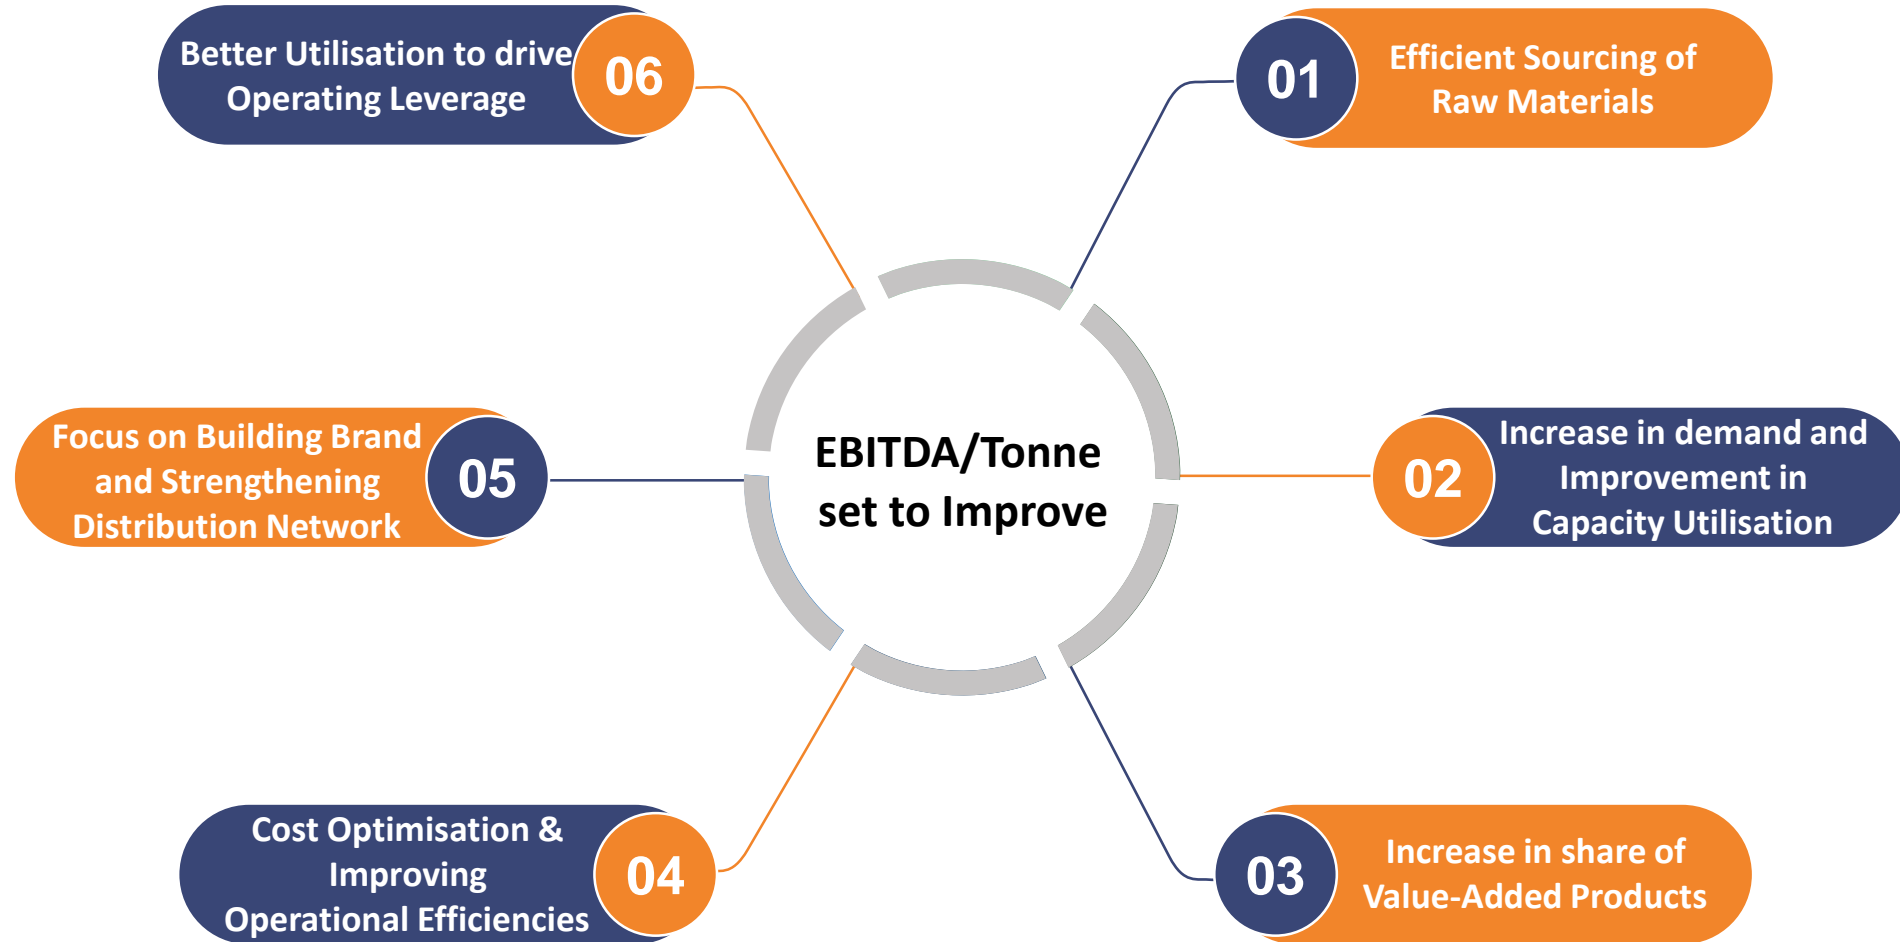 01
Efficient Sourcing of
Raw Materials
02
Increase in demand and
Improvement in
Capacity Utilisation
03
Increase in share of
Value-Added Products
04
Cost Optimisation &
Improving
Operational Efficiencies
05
Focus on Building Brand
and Strengthening
Distribution Network
06
Better Utilisation to drive
Operating Leverage
EBITDA/Tonne
set to Improve